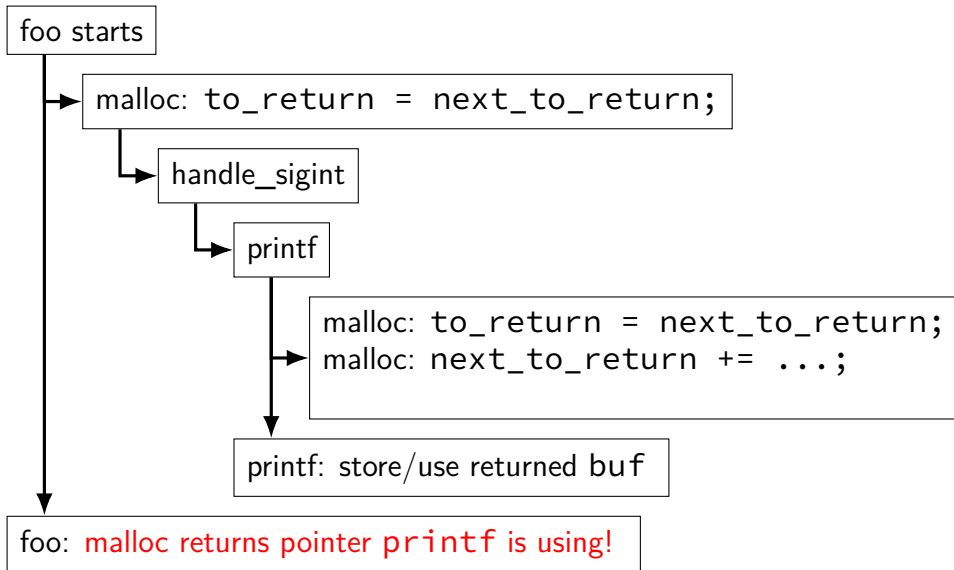 foo starts
malloc: to_return = next_to_return;
handle_sigint
printf
malloc: to_return = next_to_return;
malloc: next_to_return += ...;
printf: store/use returned buf
foo: malloc returns pointer printf is using!